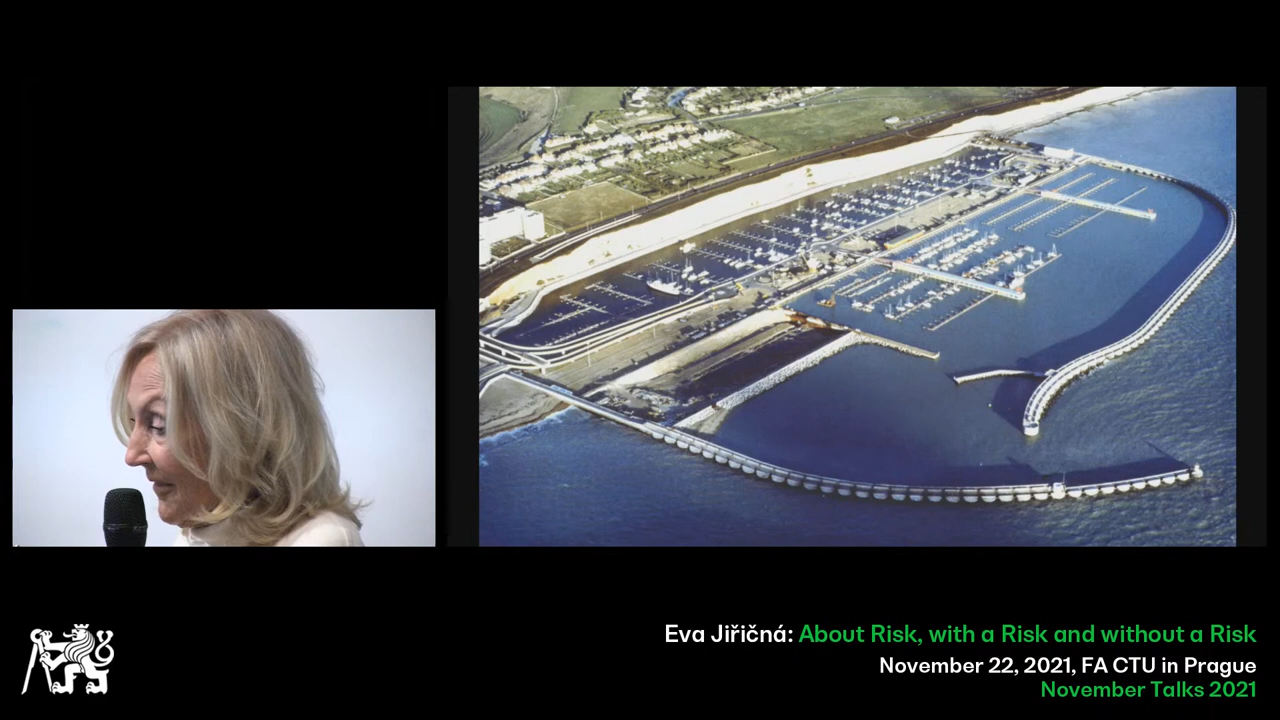 Eva Jiřičná: About Risk, with a Risk and without a Risk
November 22, 2021, FA CTU in Prague
November Talks 2021